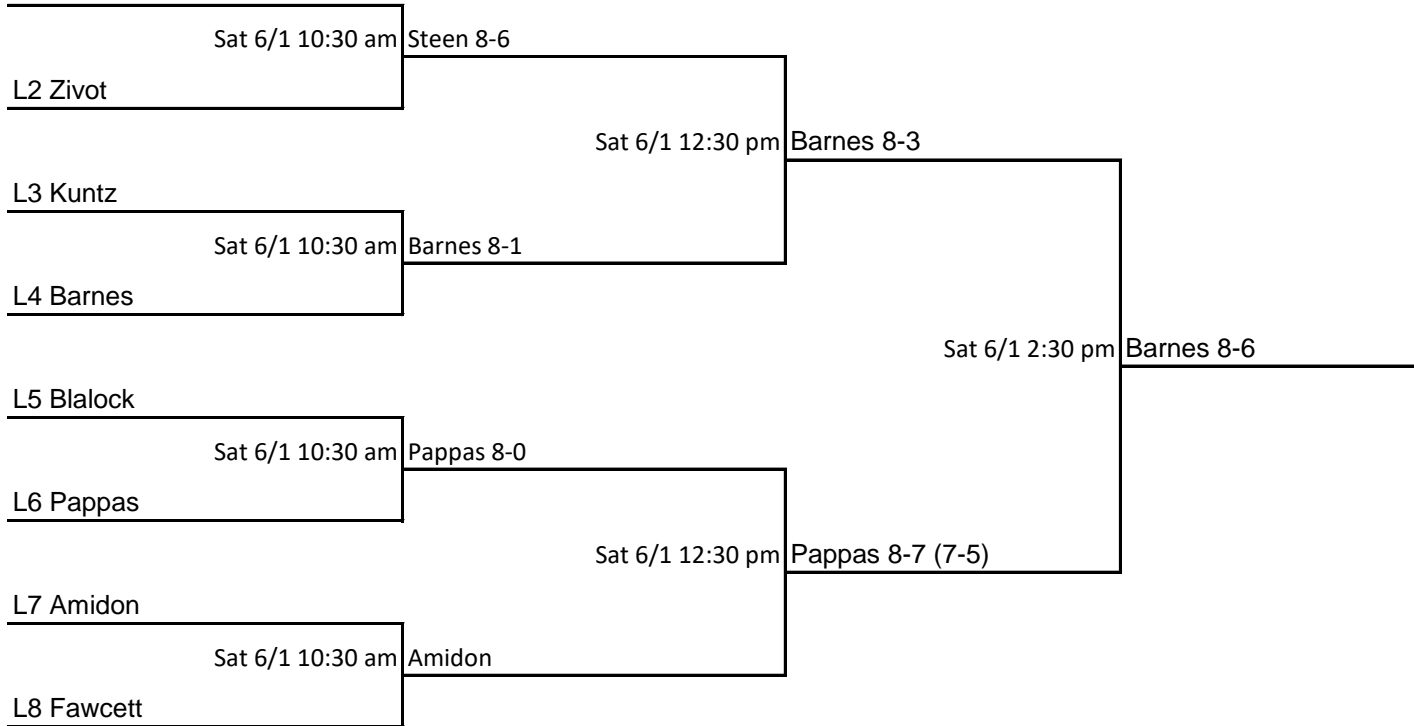 Sat 6/1 10:30 am Steen 8-6
L2 Zivot
Sat 6/1 12:30 pm Barnes 8-3
L3 Kuntz
Sat 6/1 10:30 am Barnes 8-1
L4 Barnes
Sat 6/1 2:30 pm Barnes 8-6
L5 Blalock
Sat 6/1 10:30 am Pappas 8-0
L6 Pappas
Sat 6/1 12:30 pm Pappas 8-7 (7-5)
L7 Amidon
Sat 6/1 10:30 am Amidon
L8 Fawcett